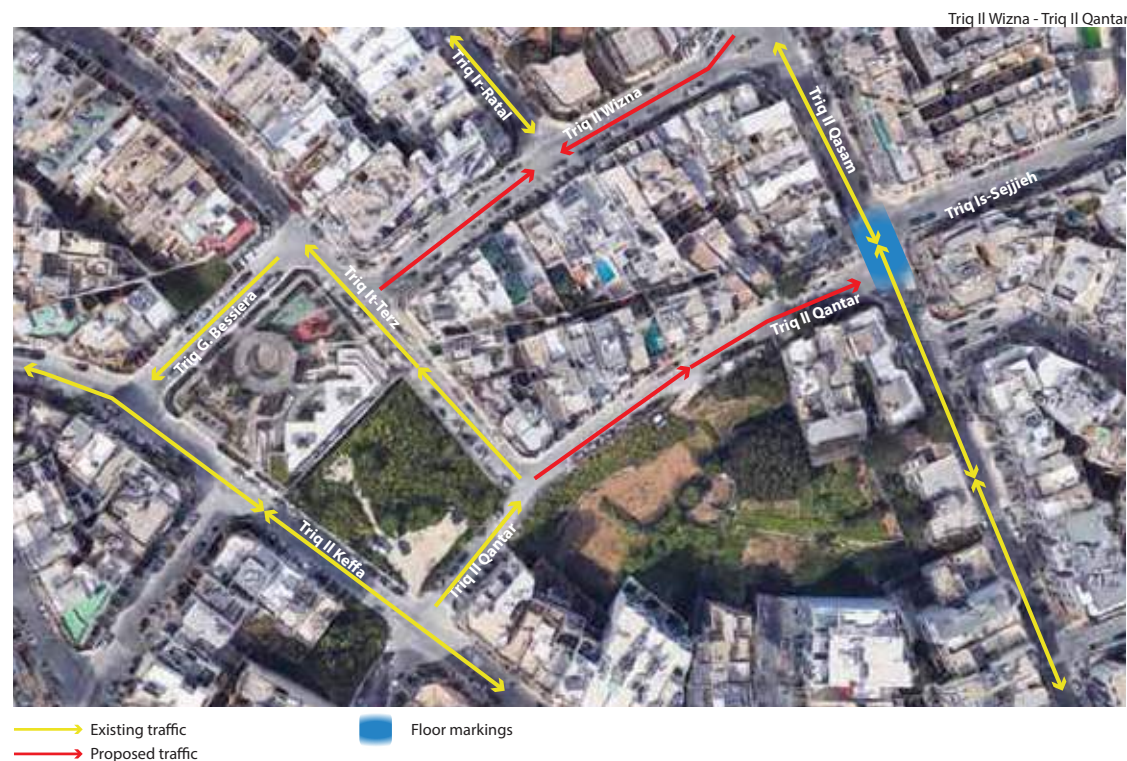 Triq Il Wizna - Triq Il Qantar
Triq Ir-Ratal
Triq Il Wizna
Triq Il Qasam
Triq Is-Sejjieh
Triq It-Terz
Triq G. Bessiera
Triq Il Qantar
Triq Il Qantar
Triq Il Keffa
Existing traffic
Floor markings
Proposed traffic